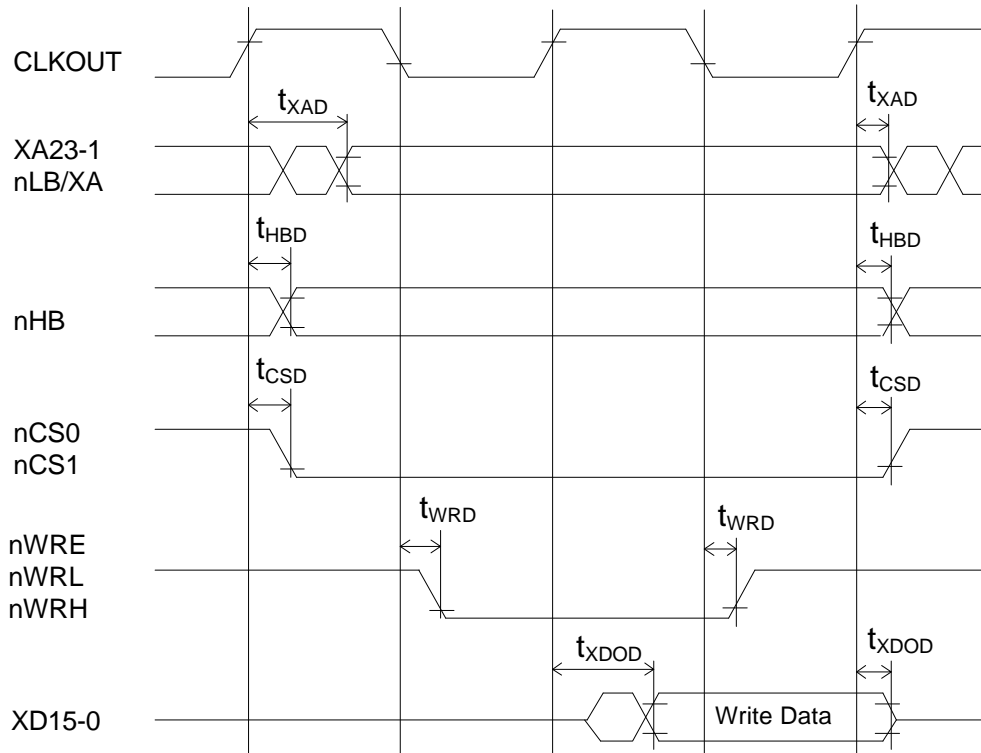 CLKOUT
tXAD tXAD
XA23-1
nLB/XA
tHBD tHBD
nHB
tCSD tCSD
nCS0
nCS1
tWRD tWRD
nWRE
nWRL
nWRH
tXDOD tXDOD
XD15-0 Write Data